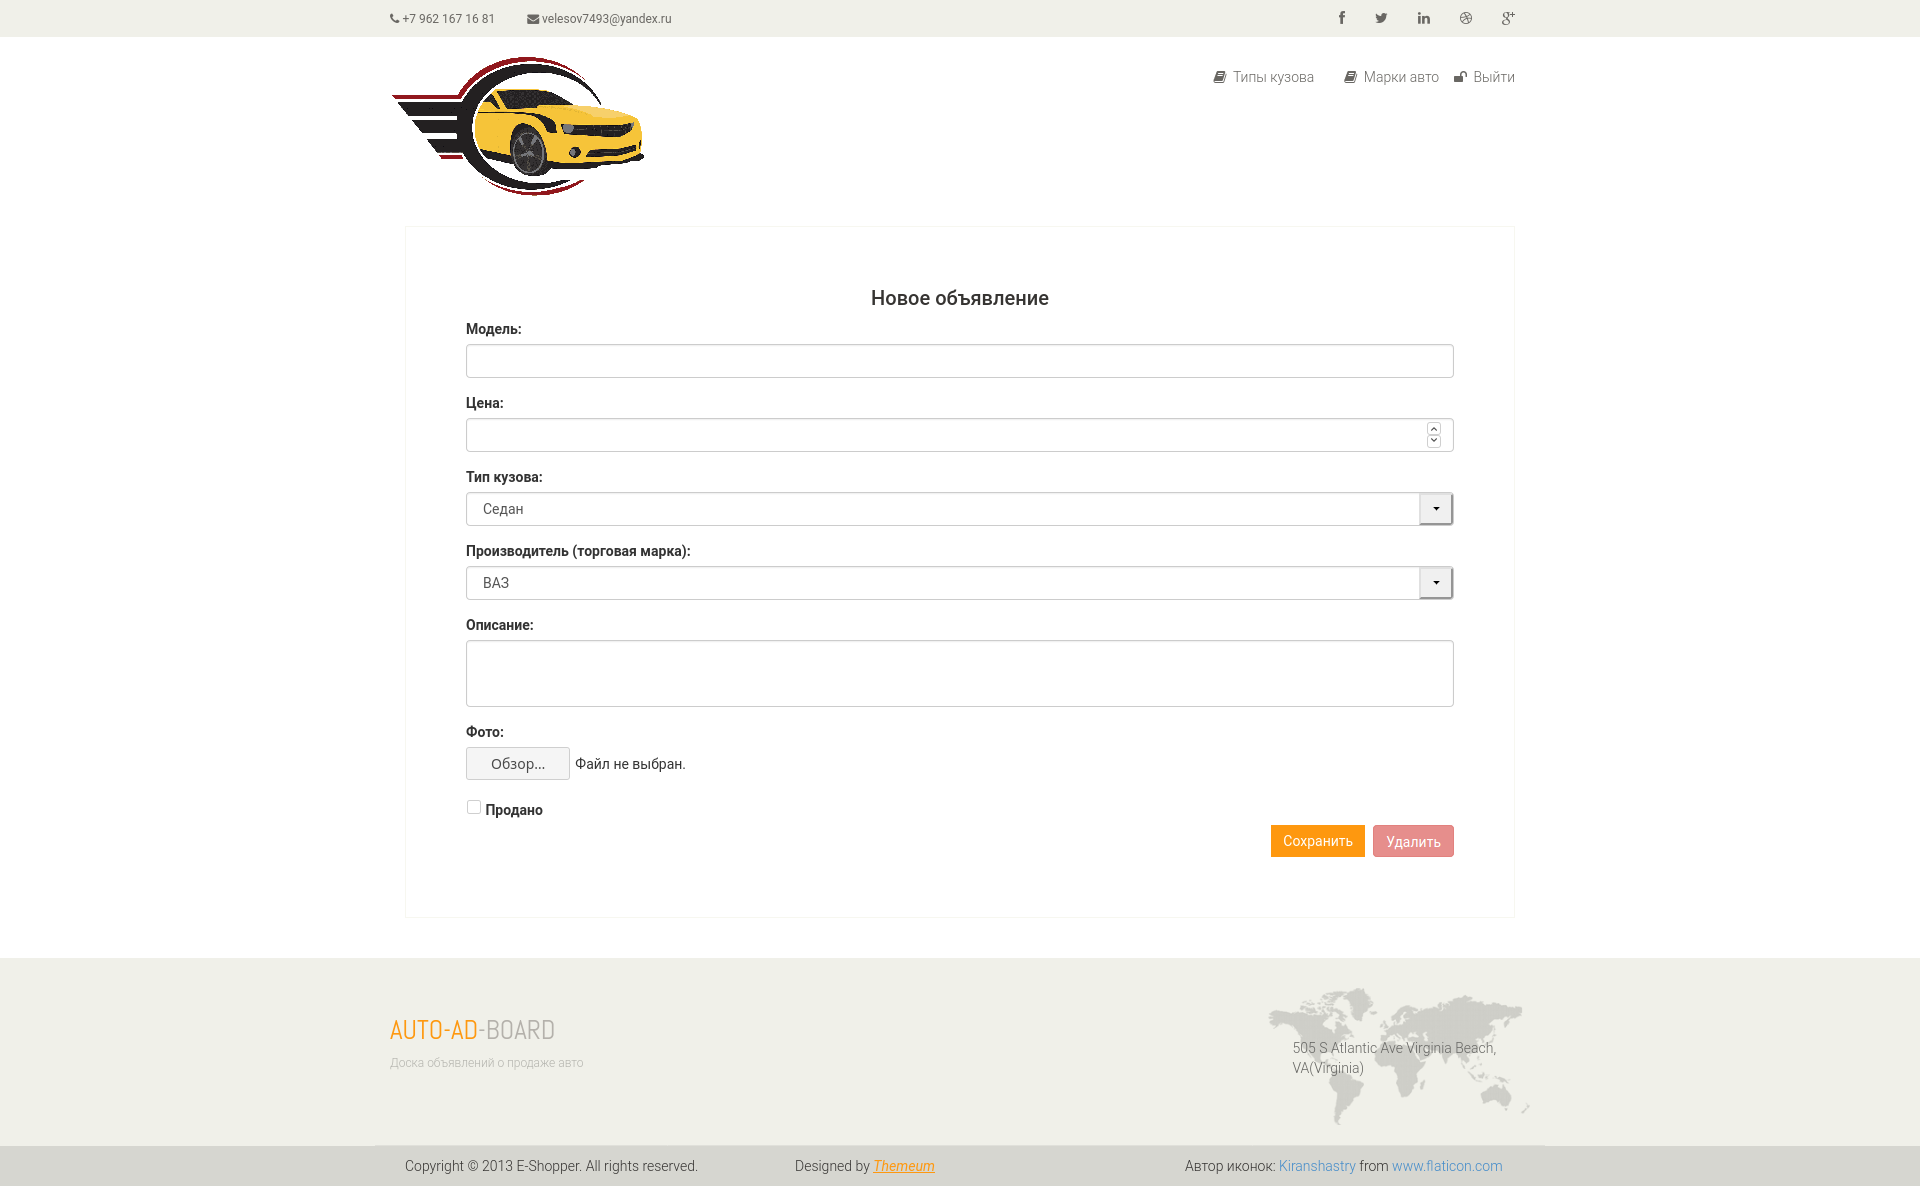 +7 962 167 16 81 velesov7493@yandex.ru
Типы кузова Марки авто Выйти
Новое объявление
Модель:
Цена:
Тип кузова:
Седан
Производитель (торговая марка):
ВАЗ
Описание:
Фото:
Обзор... Файл не выбран.
Продано
Сохранить Удалить
AUTO-AD-BOARD
Доска объявлений о продаже авто
505 S Atlantic Ave Virginia Beach,
VA(Virginia)
Copyright © 2013 E-Shopper. All rights reserved. Designed by Themeum Автор иконок: Kiranshastry from www.flaticon.com